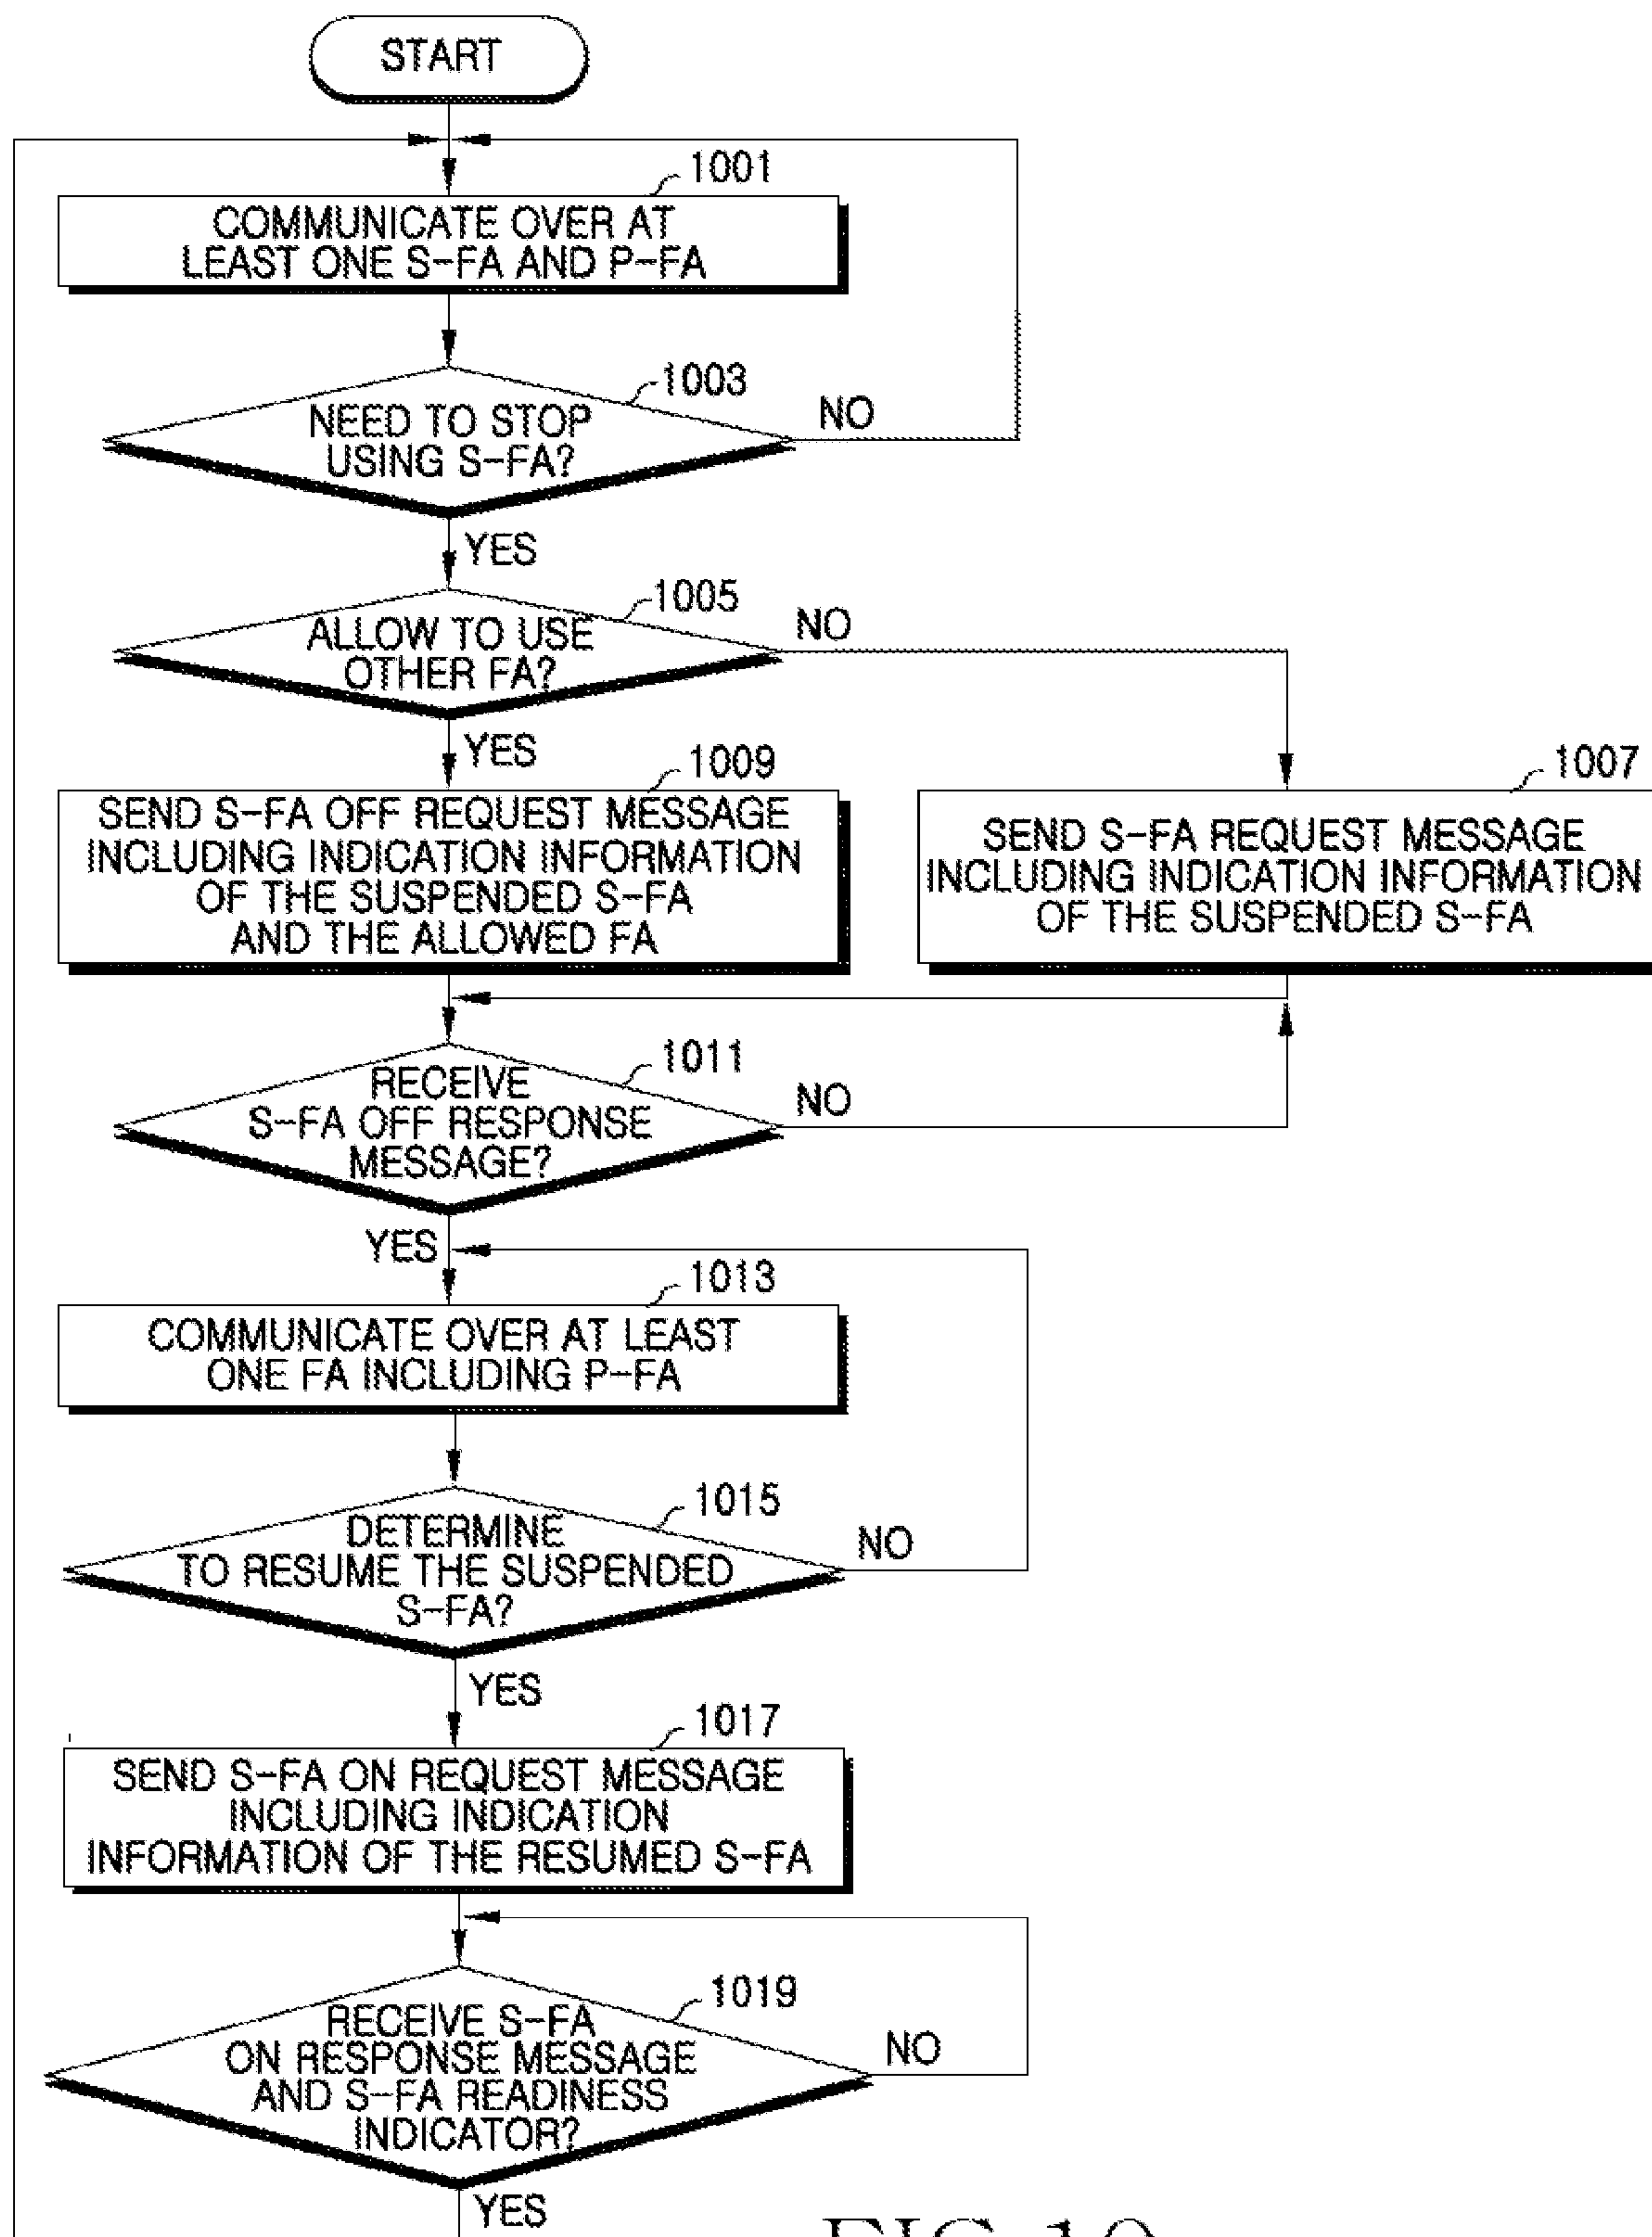 START
1001
COMMUNICATE OVER AT
LEAST ONE S-FA AND P-FA
1003
NEED TO STOP
USING S-FA?
NO
YES
1005
ALLOW TO USE
OTHER FA?
NO
YES
1009
SEND S-FA OFF REQUEST MESSAGE
INCLUDING INDICATION INFORMATION
OF THE SUSPENDED S-FA
AND THE ALLOWED FA
1007
SEND S-FA REQUEST MESSAGE
INCLUDING INDICATION INFORMATION
OF THE SUSPENDED S-FA
1011
RECEIVE
S-FA OFF RESPONSE
MESSAGE?
NO
YES
1013
COMMUNICATE OVER AT LEAST
ONE FA INCLUDING P-FA
1015
DETERMINE
TO RESUME THE SUSPENDED
S-FA?
NO
YES
1017
SEND S-FA ON REQUEST MESSAGE
INCLUDING INDICATION
INFORMATION OF THE RESUMED S-FA
1019
RECEIVE S-FA
ON RESPONSE MESSAGE
AND S-FA READINESS
INDICATOR?
NO
YES
FIG.10